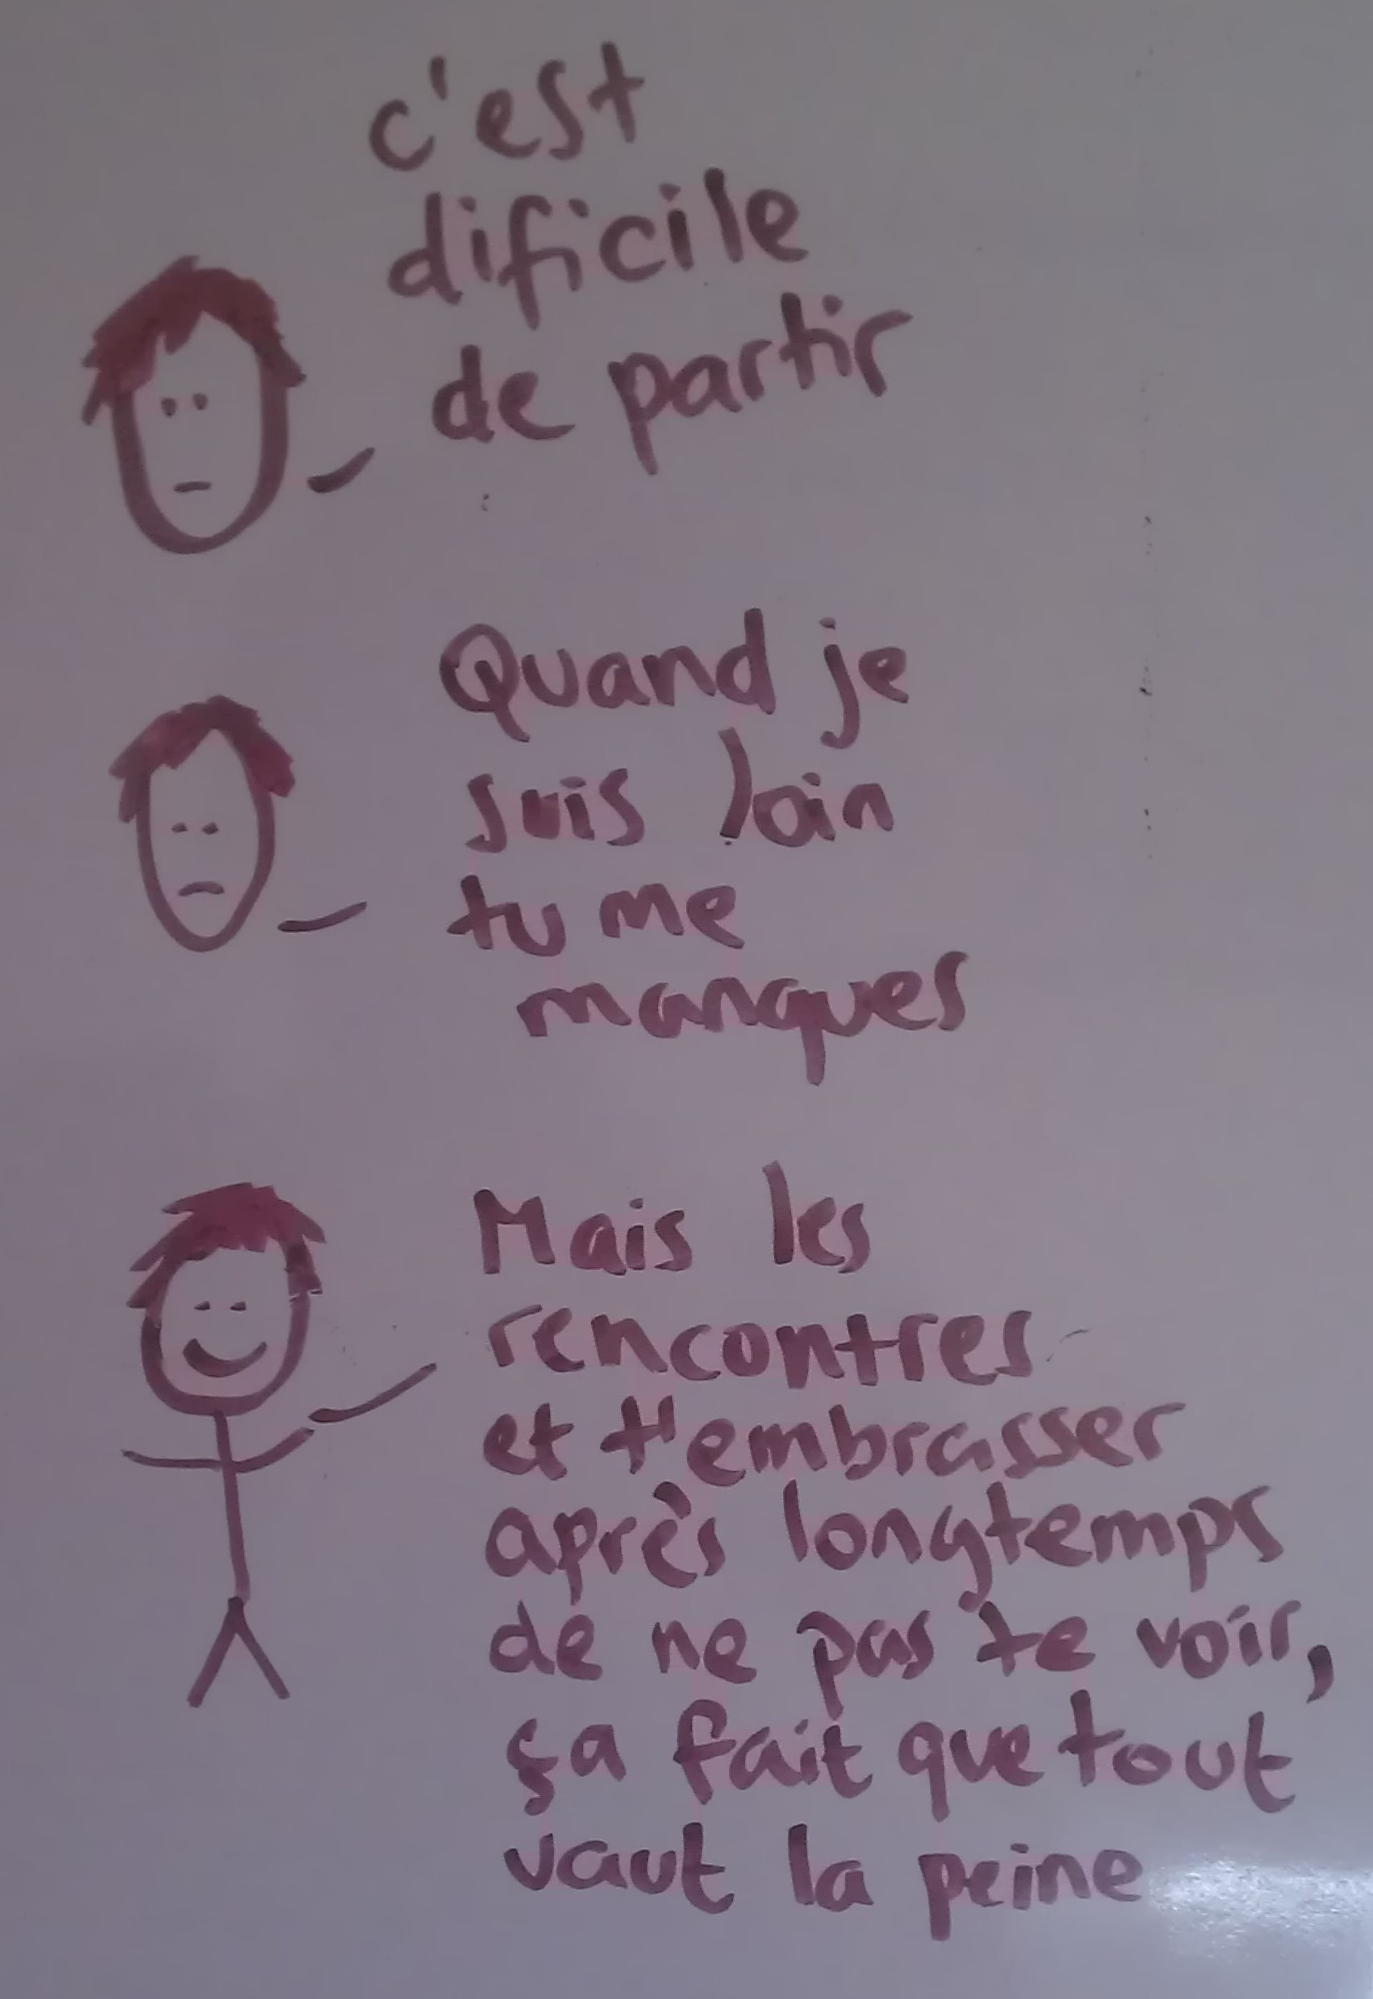 c'est
dificile
de partir
Quand je
suis loin
tu me
manques
Mais les
rencontres
et t'embrasser
après longtemps
de ne pas te voir,
ça fait que tout
vaut la peine